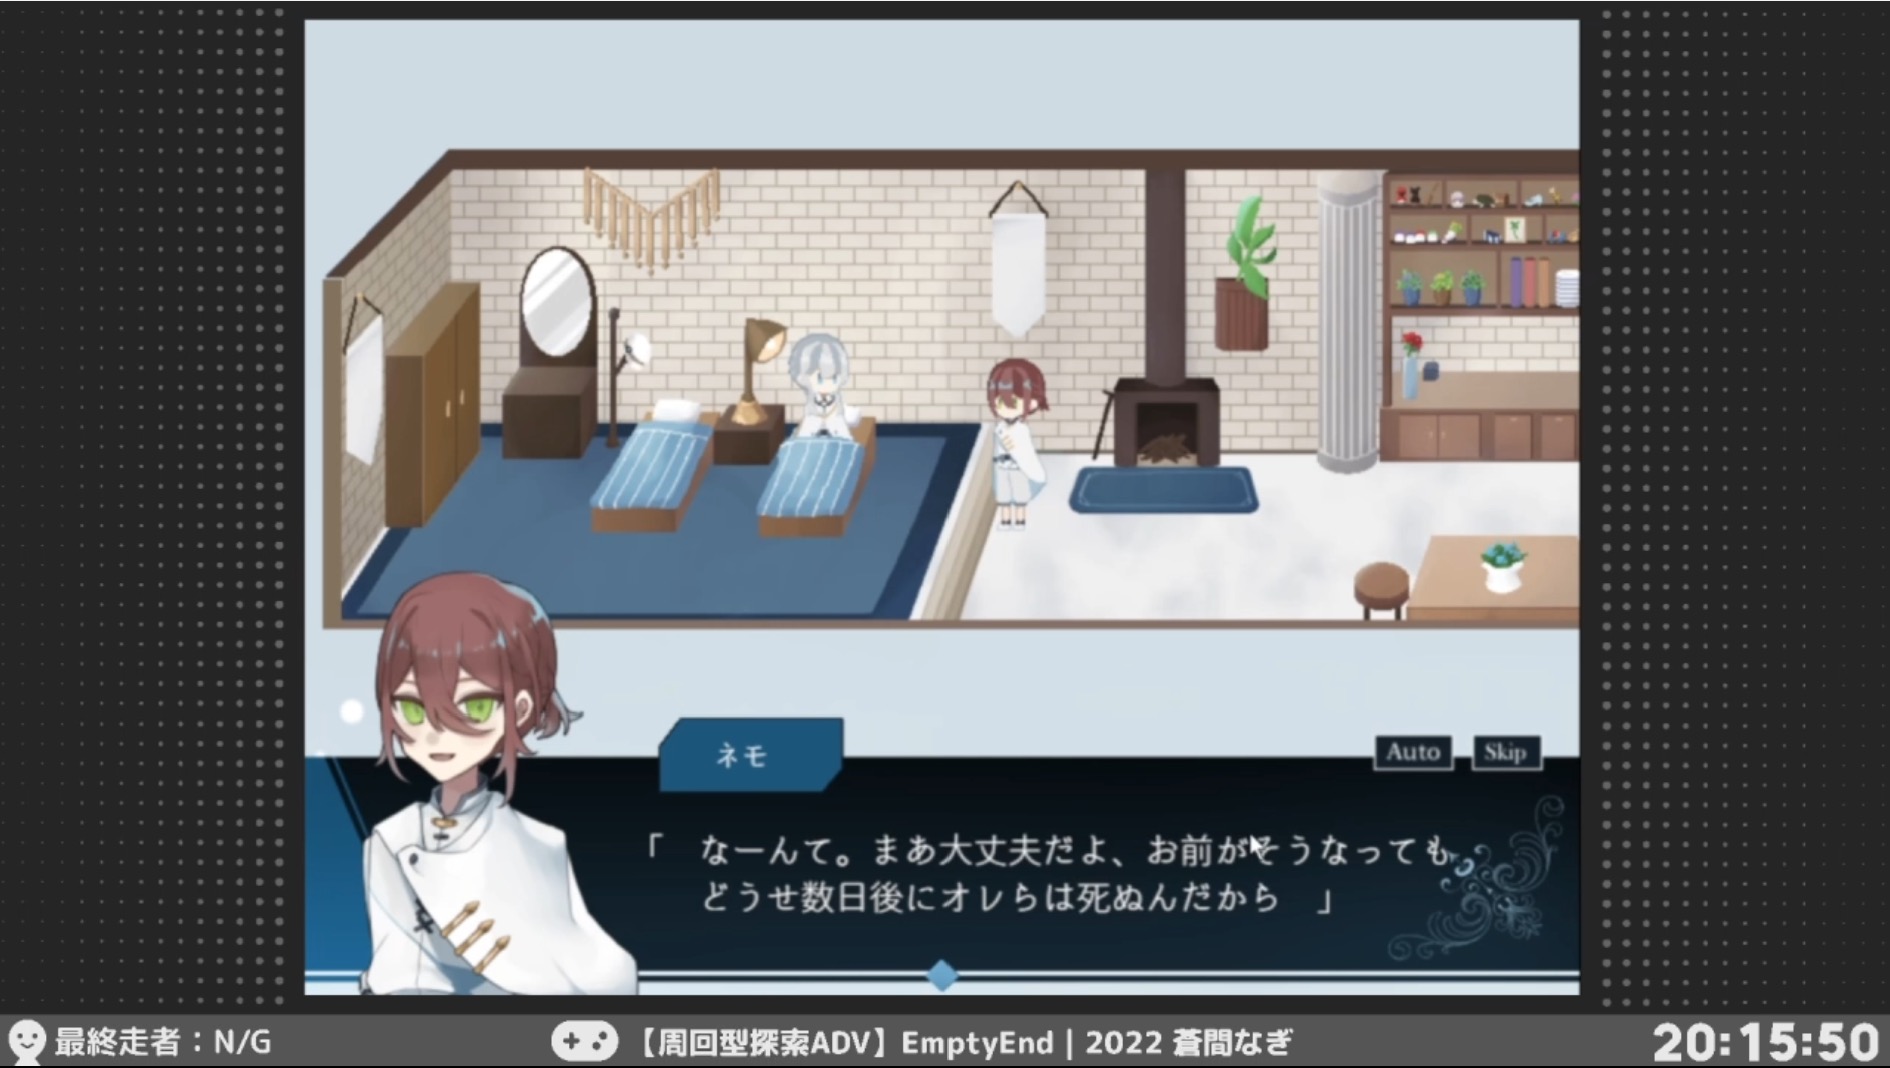 ネモ
Auto
Skip
「　なーんて。まあ大丈夫だよ、お前がそうなっても
どうせ数日後にオレらは死ぬんだから　」
最終走者：N/G
【周回型探索ADV】EmptyEnd | 2022 蒼間なぎ
20:15:50